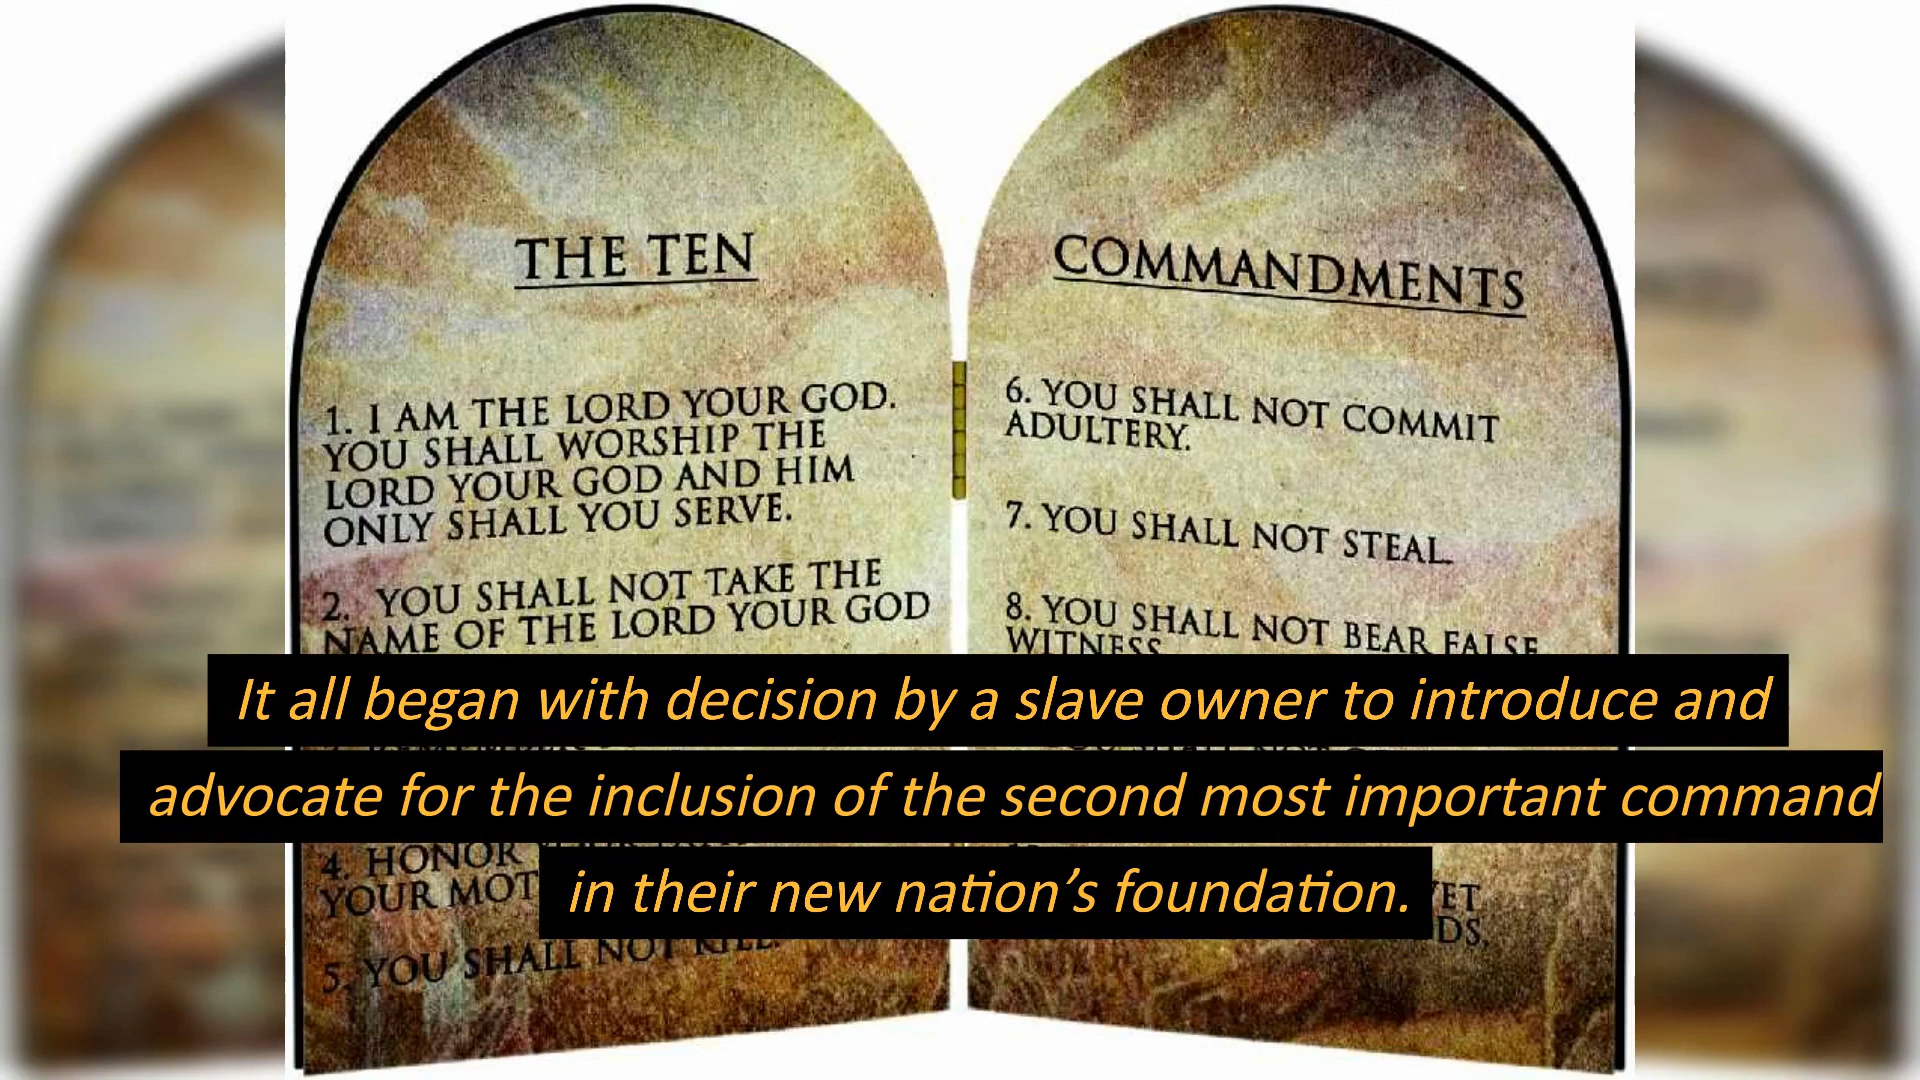 THE TEN
1. I AM THE LORD YOUR GOD.
YOU SHALL WORSHIP THE
LORD YOUR GOD AND HIM
ONLY SHALL YOU SERVE.
2. YOU SHALL NOT TAKE THE
NAME OF THE LORD YOUR GOD
4. HONOR
YOUR MOT
5. YOU SHALL NOT KILL.
COMMANDMENTS
6. YOU SHALL NOT COMMIT
ADULTERY.
7. YOU SHALL NOT STEAL.
8. YOU SHALL NOT BEAR FALSE
WITNESS
It all began with decision by a slave owner to introduce and
advocate for the inclusion of the second most important command
in their new nation’s foundation.